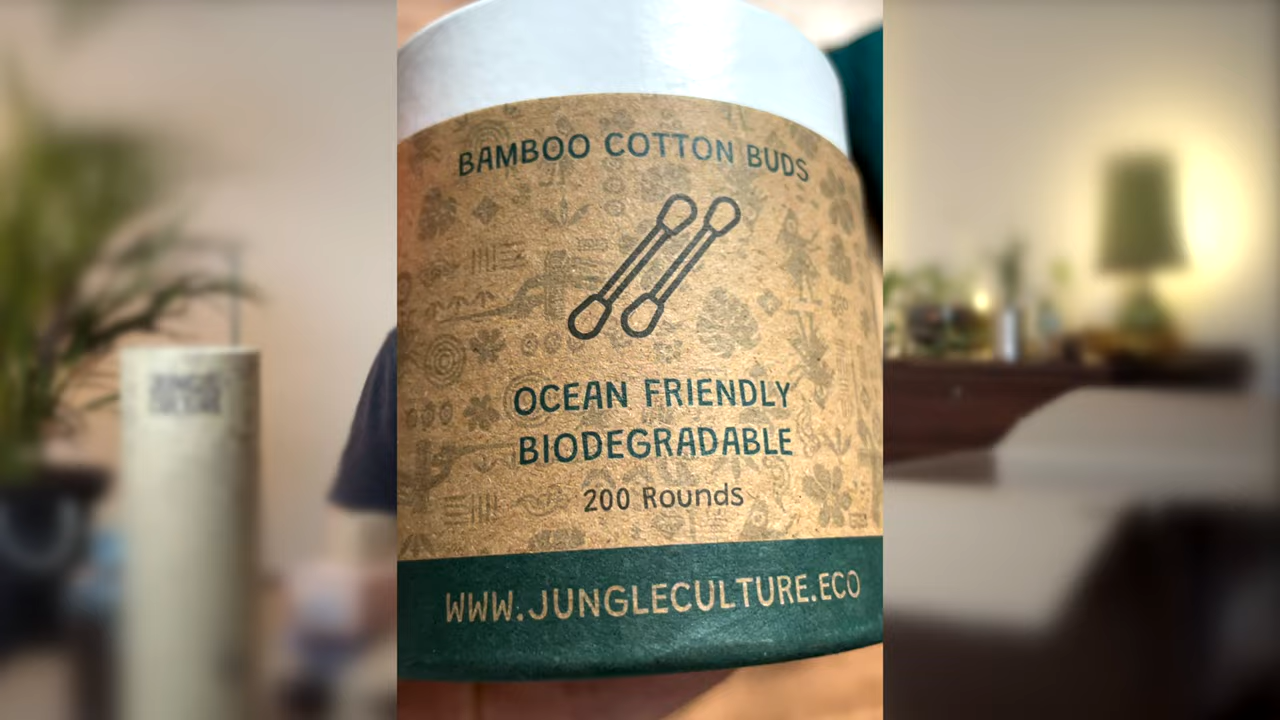 BAMBOO COTTON BUDS
OCEAN FRIENDLY
BIODEGRADABLE
200 Rounds
WWW.JUNGLECULTURE.ECO